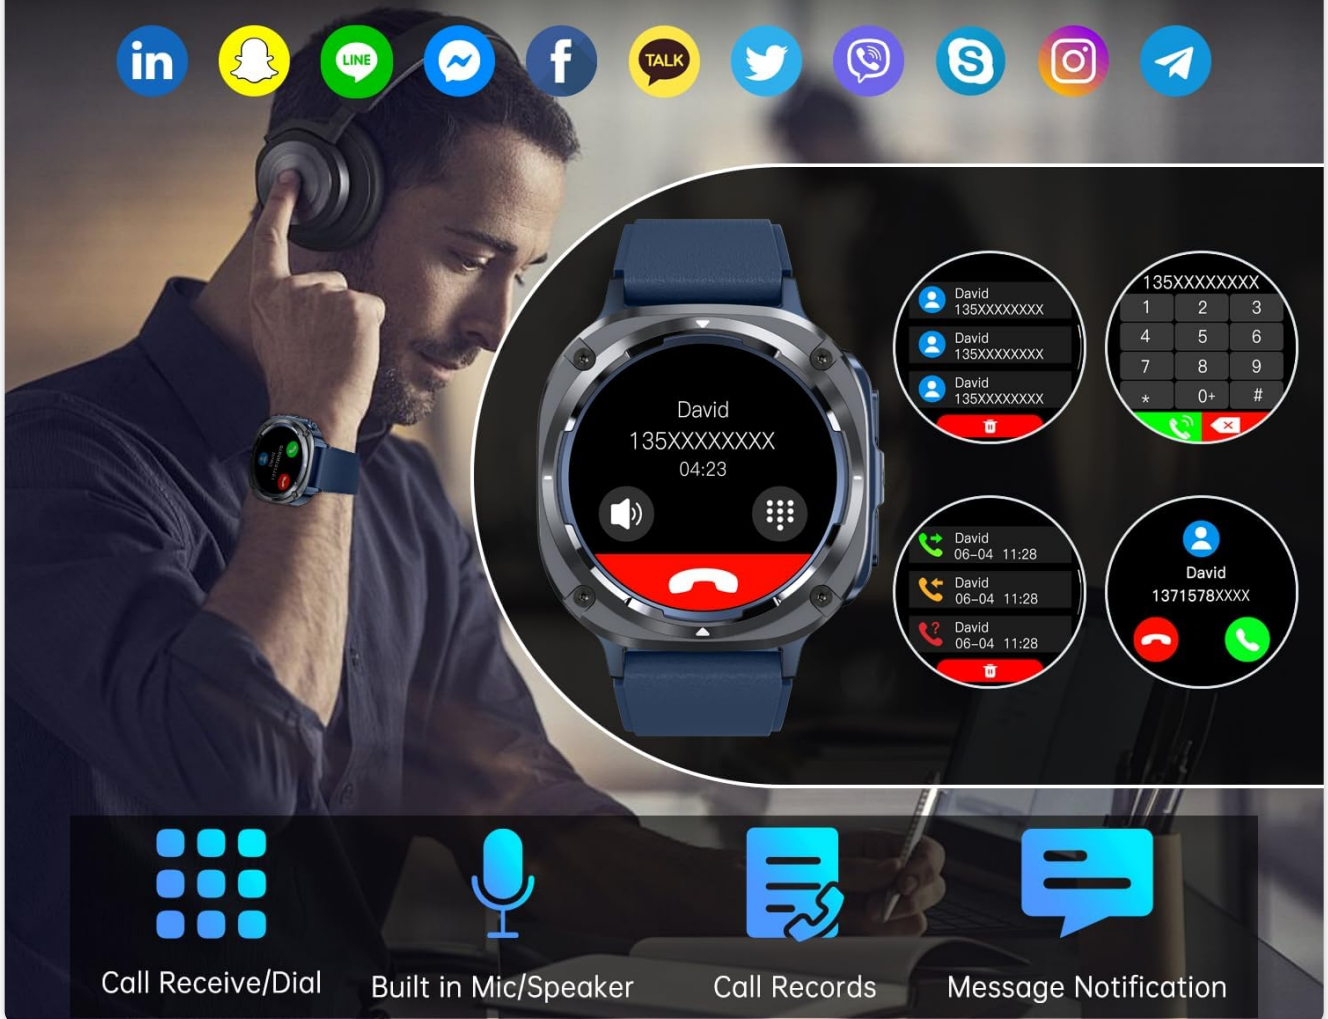 in
LINE
f
TALK
S
David
135XXXXXXXX
04:23
David
135XXXXXXXX
David
135XXXXXXXX
David
135XXXXXXXX
135XXXXXXXX
1 2 3
4 5 6
7 8 9
* 0+ #
David
06-04 11:28
David
06-04 11:28
David
06-04 11:28
David
1371578XXXX
Call Receive/Dial
Built in Mic/Speaker
Call Records
Message Notification